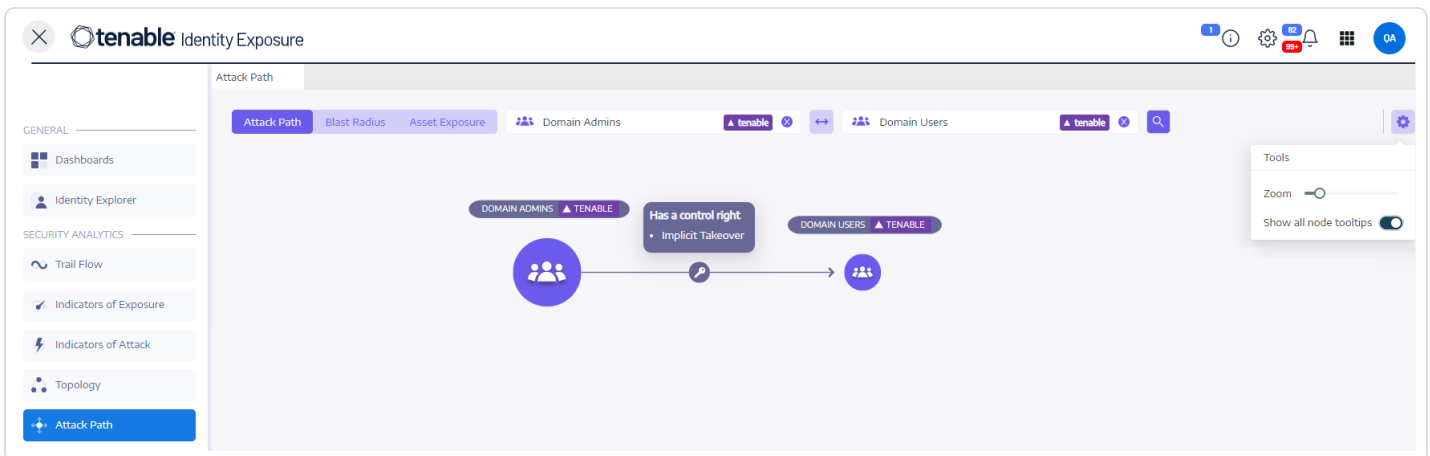 tenable Identity Exposure
1
82
99+
QA
Attack Path
GENERAL
Dashboards
Identity Explorer
SECURITY ANALYTICS
Trail Flow
Indicators of Exposure
Indicators of Attack
Topology
Attack Path
Attack Path Blast Radius Asset Exposure Domain Admins tenable Domain Users tenable
Tools
Zoom
Show all node tooltips
DOMAIN ADMINS TENABLE
Has a control right
• Implicit Takeover
DOMAIN USERS TENABLE